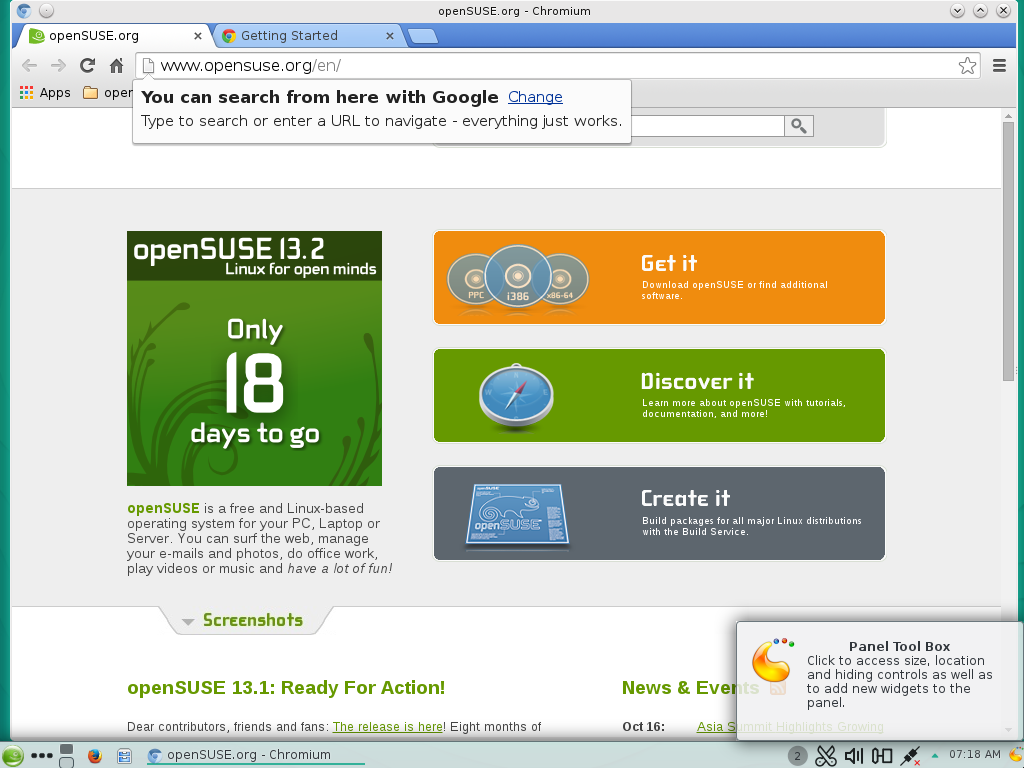 openSUSE.org - Chromium
openSUSE.org
Getting Started
www.opensuse.org/en/
Apps
oper
You can search from here with Google Change
Type to search or enter a URL to navigate - everything just works.
openSUSE 13.2
Linux for open minds
Only
18
days to go
openSUSE is a free and Linux-based
operating system for your PC, Laptop or
Server. You can surf the web, manage
your e-mails and photos, do office work,
play videos or music and have a lot of fun!
PPC
i386
x86-64
Get it
Download openSUSE or find additional
software.
Discover it
Learn more about openSUSE with tutorials,
documentation, and more!
openSUSE
Create it
Build packages for all major Linux distributions
with the Build Service.
Screenshots
openSUSE 13.1: Ready For Action!
Dear contributors, friends and fans: The release is here! Eight months of
News & Events
Oct 16:
Asia Summit Highlights Growing
Panel Tool Box
Click to access size, location
and hiding controls as well as
to add new widgets to the
panel.
openSUSE.org - Chromium
2
07:18 AM